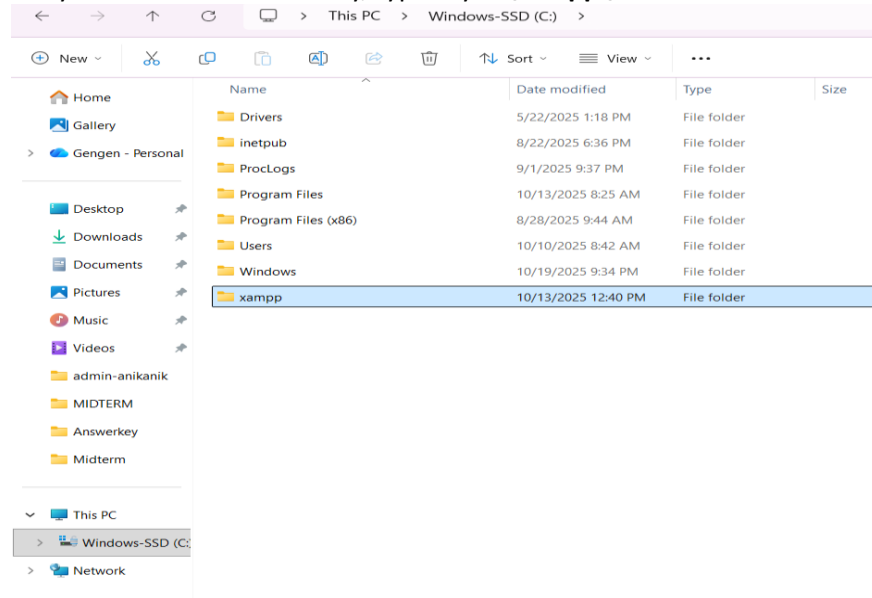 This PC > Windows-SSD (C:) >
New Sort View ...
Name Date modified Type Size
Home
Gallery
Gengen - Personal
Desktop
Downloads
Documents
Pictures
Music
Videos
admin-anikanik
MIDTERM
Answerkey
Midterm
This PC
Windows-SSD (C:
Network
Drivers 5/22/2025 1:18 PM File folder
inetpub 8/22/2025 6:36 PM File folder
ProcLogs 9/1/2025 9:37 PM File folder
Program Files 10/13/2025 8:25 AM File folder
Program Files (x86) 8/28/2025 9:44 AM File folder
Users 10/10/2025 8:42 AM File folder
Windows 10/19/2025 9:34 PM File folder
xampp 10/13/2025 12:40 PM File folder